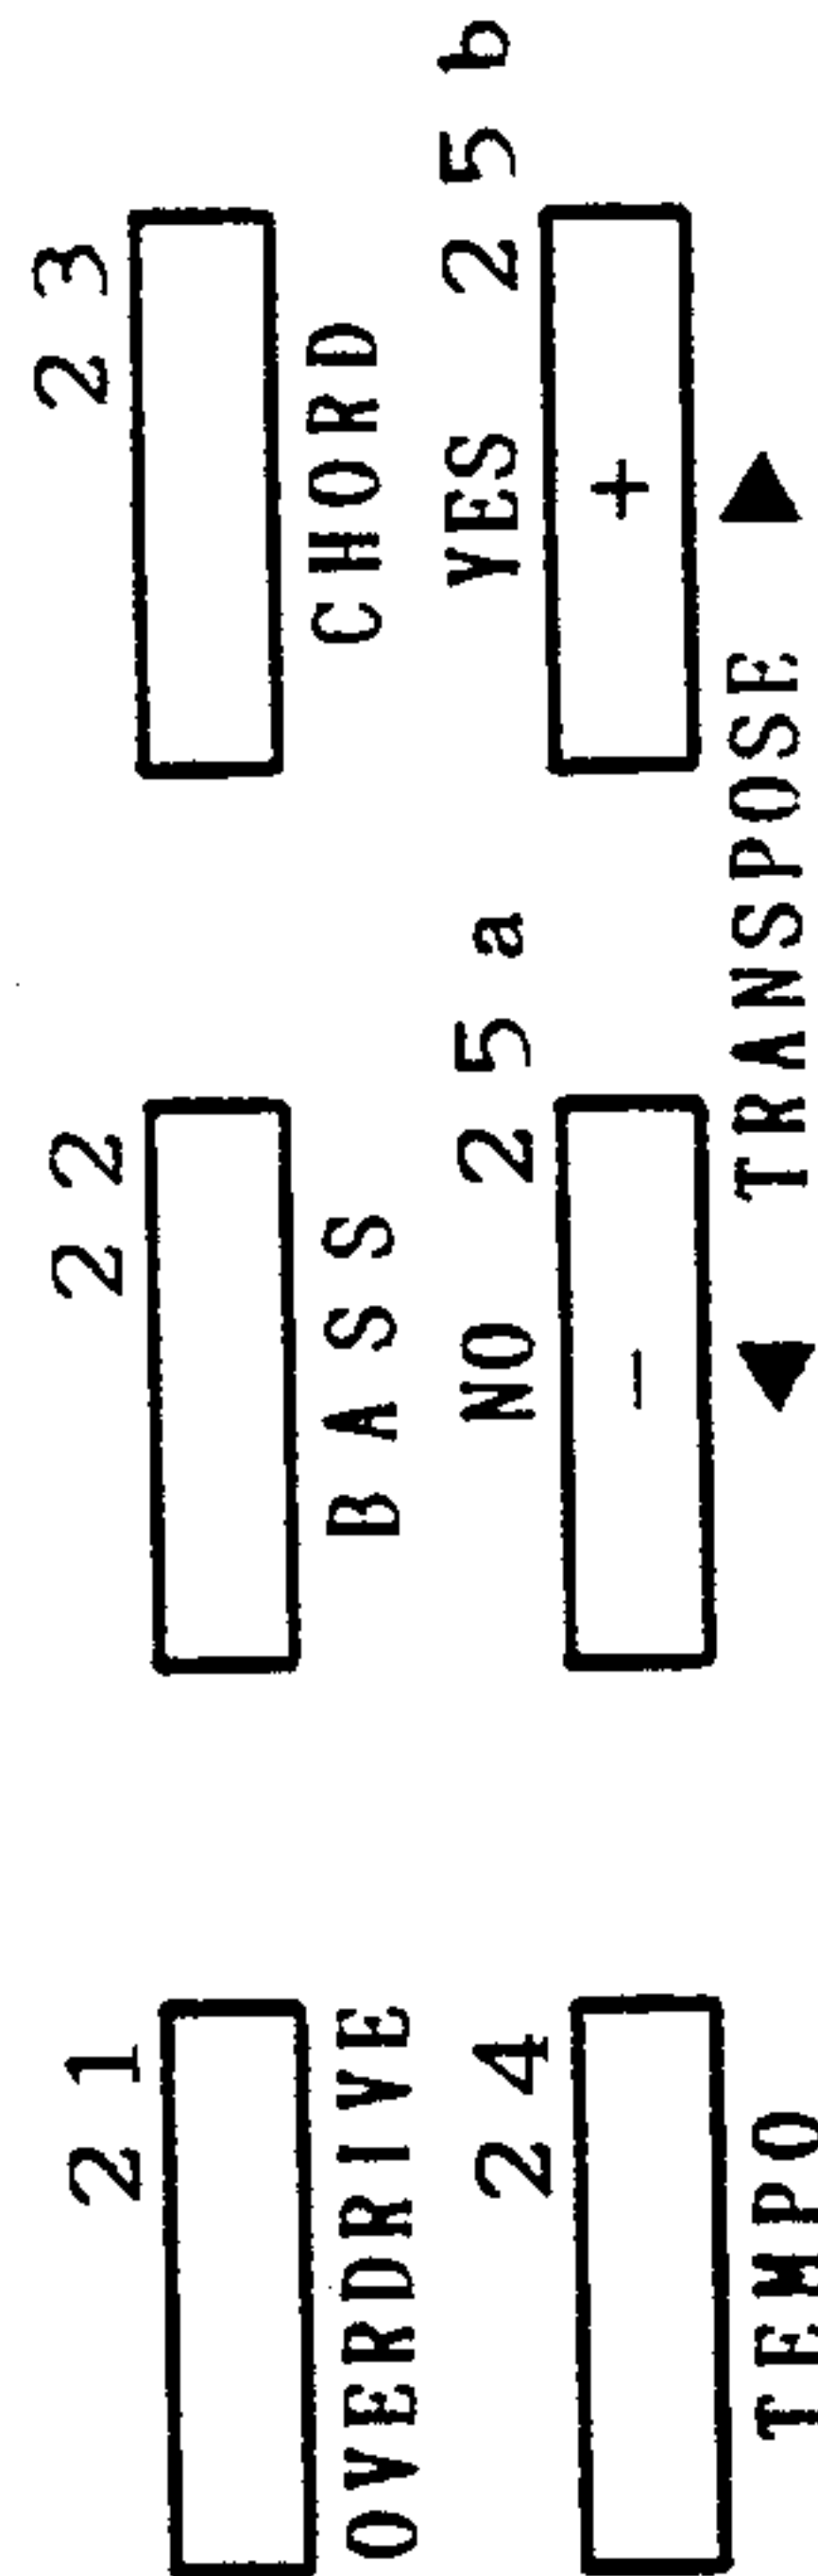 21 22 23
OVERDRIVE BASS CHORD
24 NO 25a YES 25b
- +
TEMPO ◀ TRANSPOSE ▶